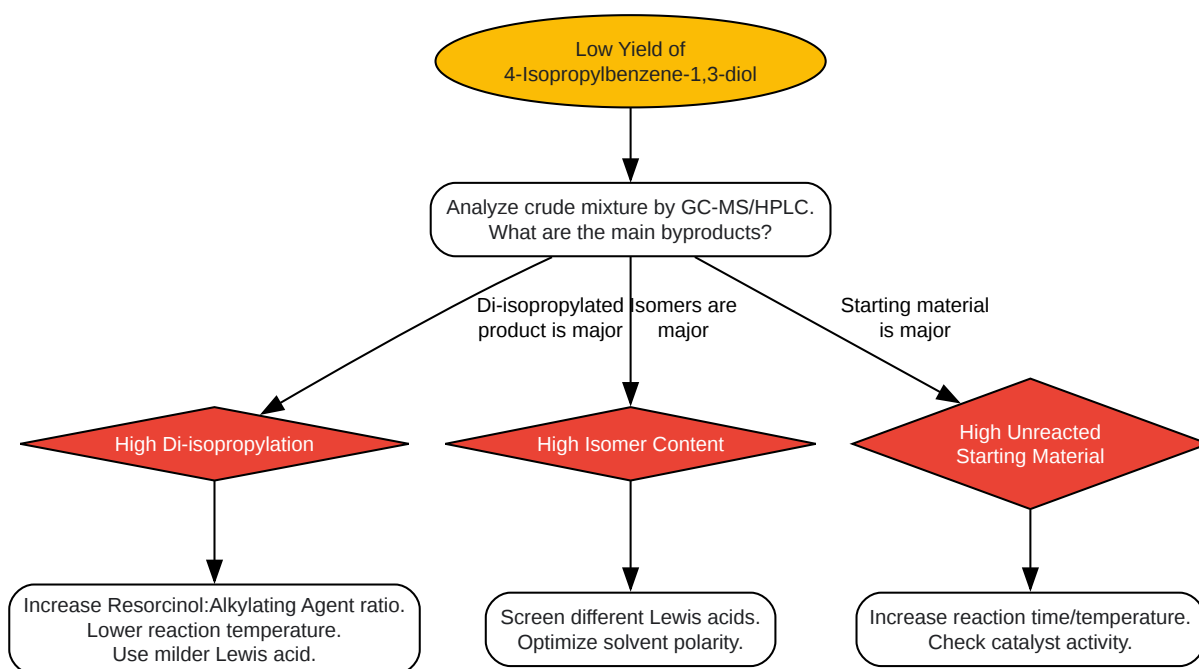 Low Yield of
4-Isopropylbenzene-1,3-diol
Analyze crude mixture by GC-MS/HPLC.
What are the main byproducts?
Di-isopropylated
product is major
Isomers are
major
Starting material
is major
High Di-isopropylation
High Isomer Content
High Unreacted
Starting Material
Increase Resorcinol:Alkylating Agent ratio.
Lower reaction temperature.
Use milder Lewis acid.
Screen different Lewis acids.
Optimize solvent polarity.
Increase reaction time/temperature.
Check catalyst activity.